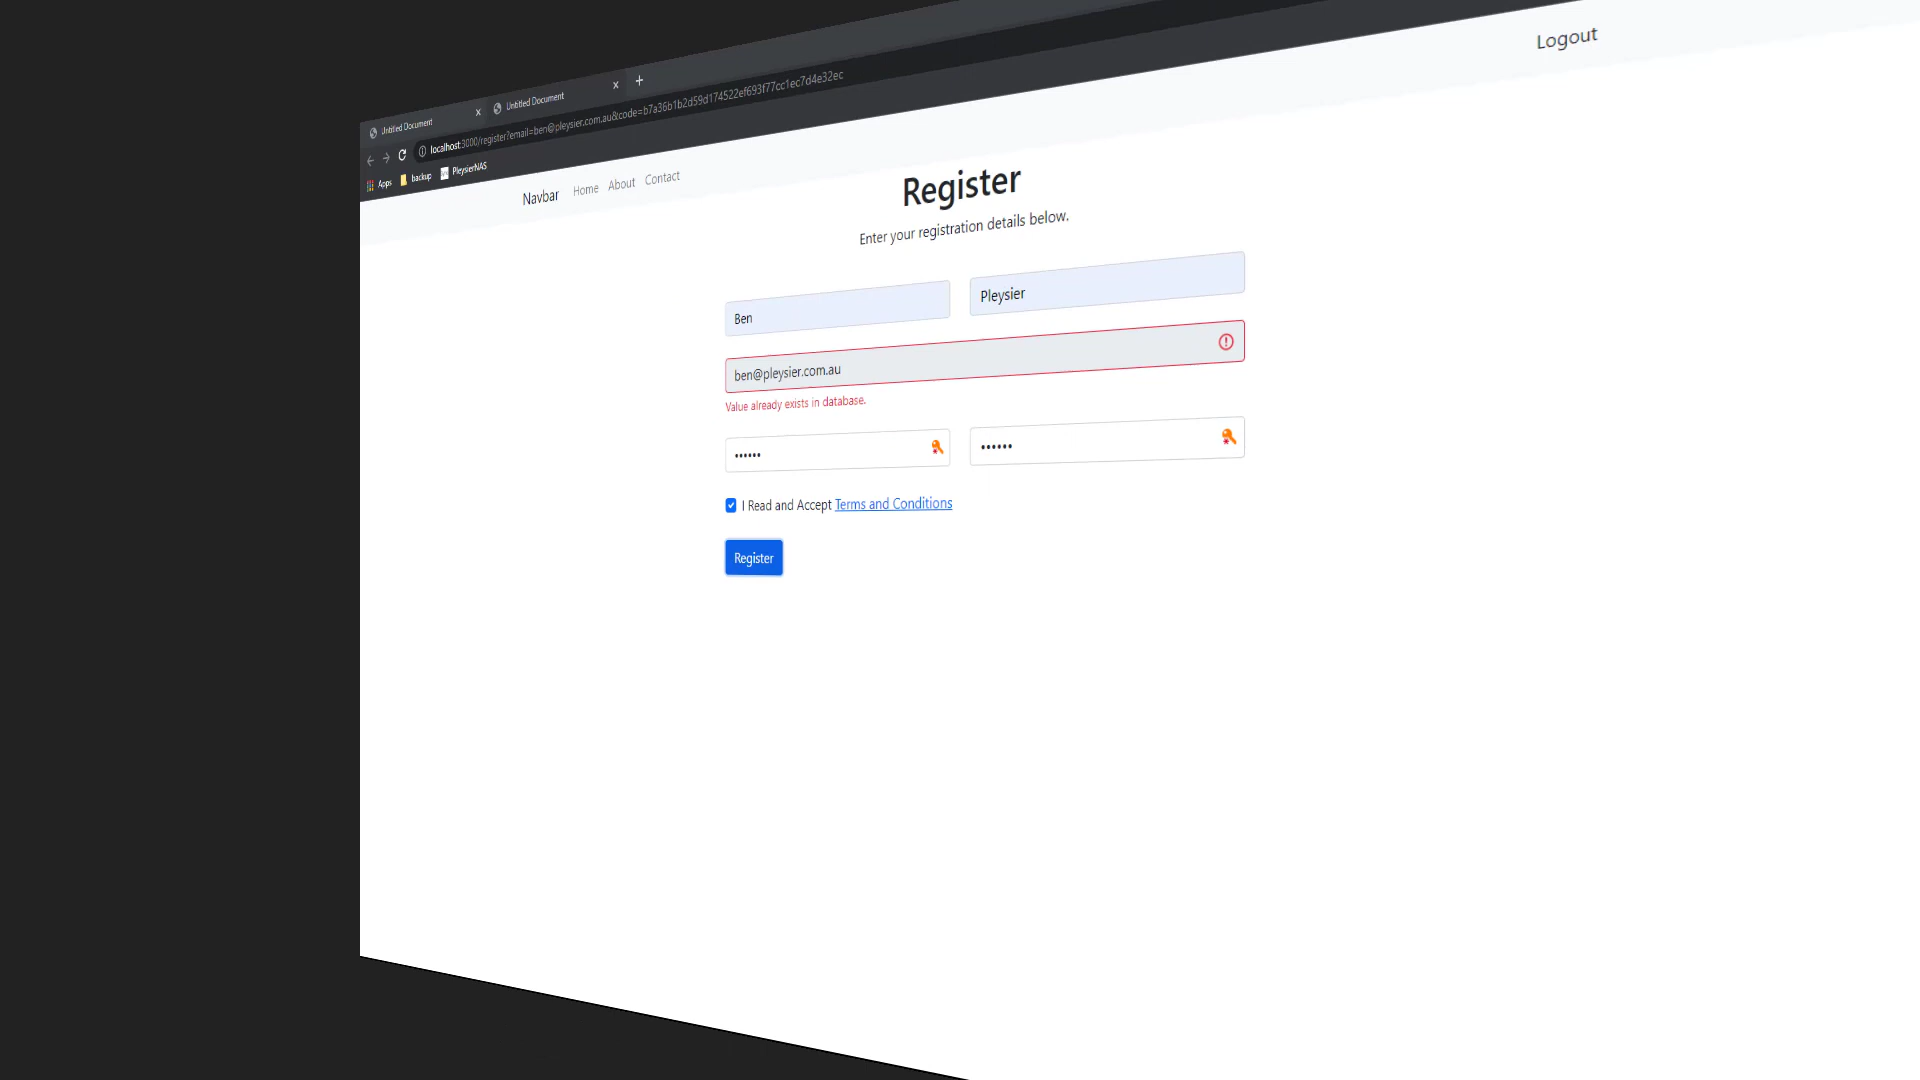 Untitled Document
Untitled Document
localhost:3000/register?email=ben@pleysier.com.au&code=b7a36b1b2d59d174522ef693f77cc1ec7d4e32ec
Apps backup PleysierNAS
Navbar Home About Contact Logout
Register
Enter your registration details below.
Ben Pleysier
ben@pleysier.com.au
Value already exists in database.
I Read and Accept Terms and Conditions
Register